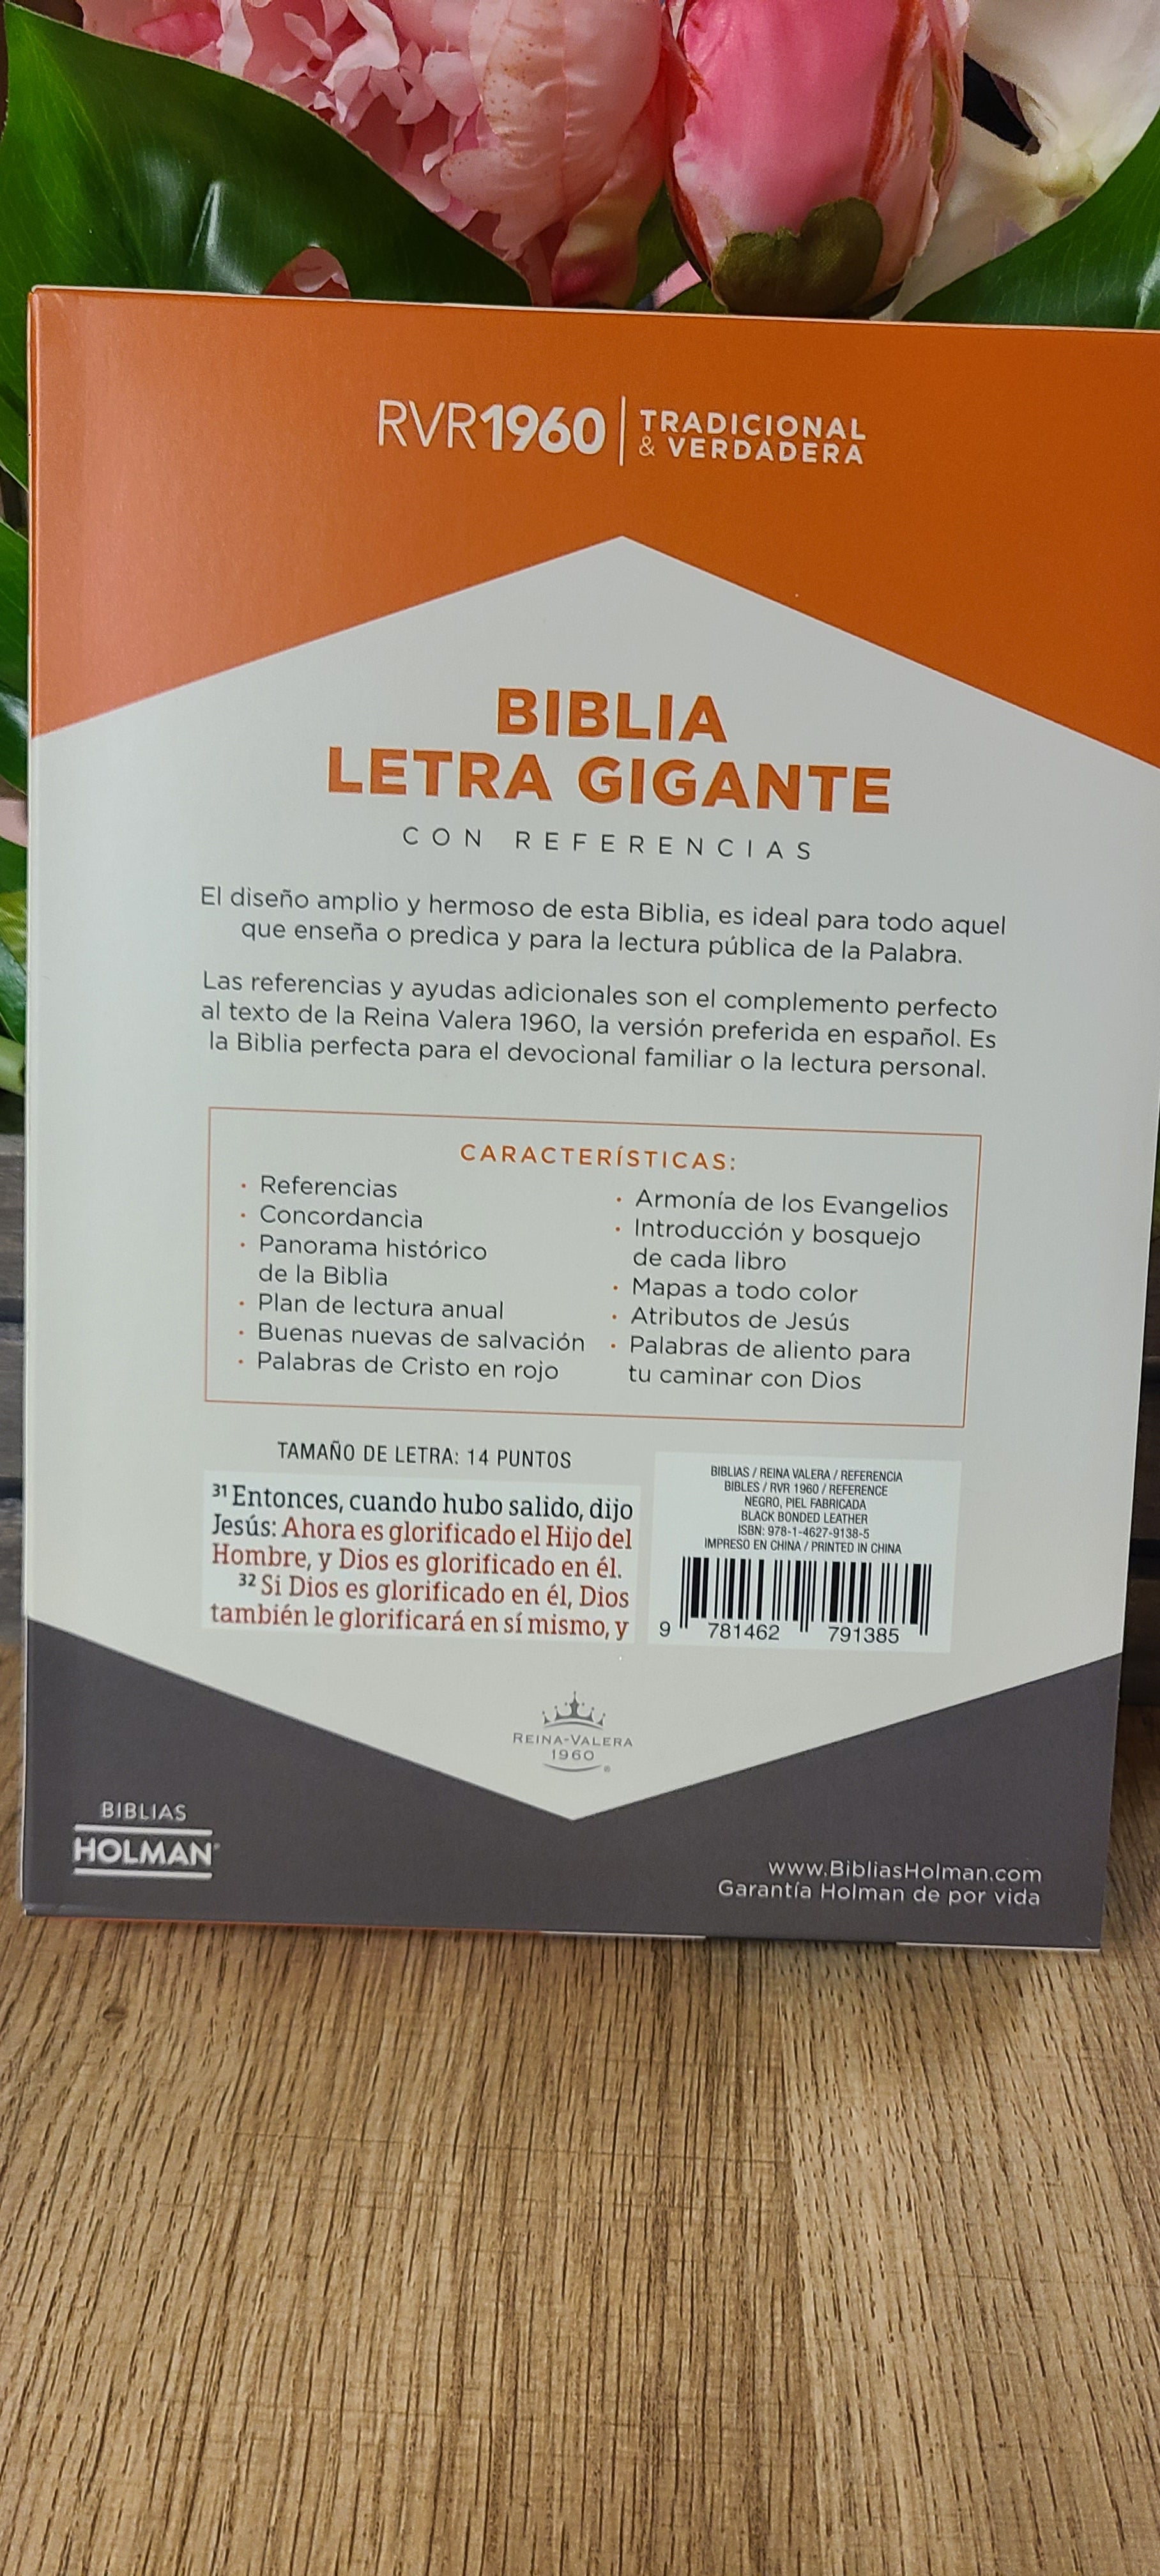 RVR1960 | TRADICIONAL
& VERDADERA
BIBLIA
LETRA GIGANTE
CON REFERENCIAS
El diseño amplio y hermoso de esta Biblia, es ideal para todo aquel
que enseña o predica y para la lectura pública de la Palabra.
Las referencias y ayudas adicionales son el complemento perfecto
al texto de la Reina Valera 1960, la versión preferida en español. Es
la Biblia perfecta para el devocional familiar o la lectura personal.
CARACTERÍSTICAS:
· Referencias
· Concordancia
· Panorama histórico
de la Biblia
· Plan de lectura anual
· Buenas nuevas de salvación
· Palabras de Cristo en rojo
· Armonía de los Evangelios
· Introducción y bosquejo
de cada libro
· Mapas a todo color
· Atributos de Jesús
· Palabras de aliento para
tu caminar con Dios
TAMAÑO DE LETRA: 14 PUNTOS
31 Entonces, cuando hubo salido, dijo
Jesús: Ahora es glorificado el Hijo del
Hombre, y Dios es glorificado en él.
32 Si Dios es glorificado en él, Dios
también le glorificará en sí mismo, y
BIBLIAS / REINA VALERA / REFERENCIA
BIBLES / RVR 1960 / REFERENCE
NEGRO, PIEL FABRICADA
BLACK BONDED LEATHER
ISBN: 978-1-4627-9138-5
IMPRESO EN CHINA / PRINTED IN CHINA
9 781462 791385
REINA-VALERA
1960
®
BIBLIAS
HOLMAN®
www.BibliasHolman.com
Garantía Holman de por vida